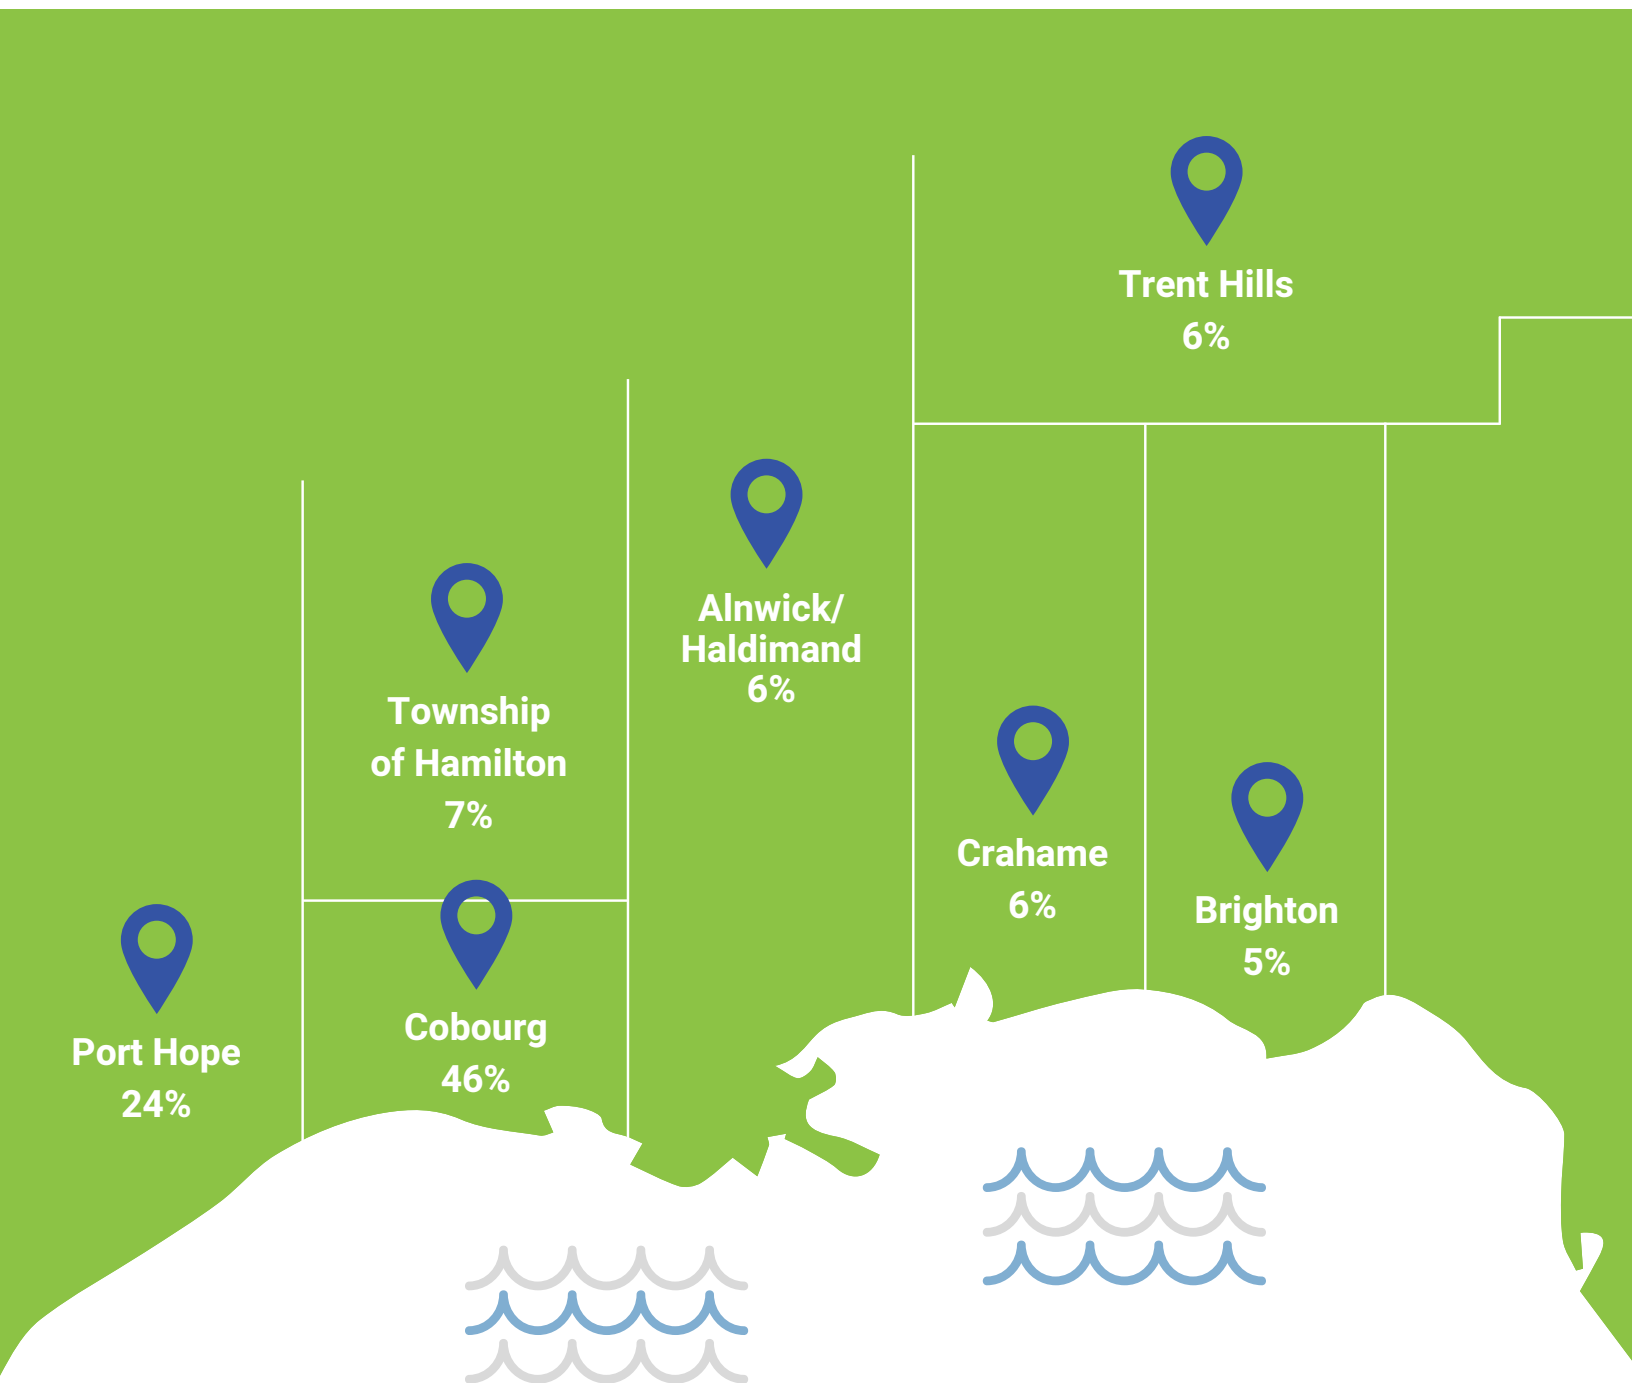 Trent Hills
6%
Alnwick/
Haldimand
6%
Township
of Hamilton
7%
Crahame
6%
Brighton
5%
Cobourg
46%
Port Hope
24%